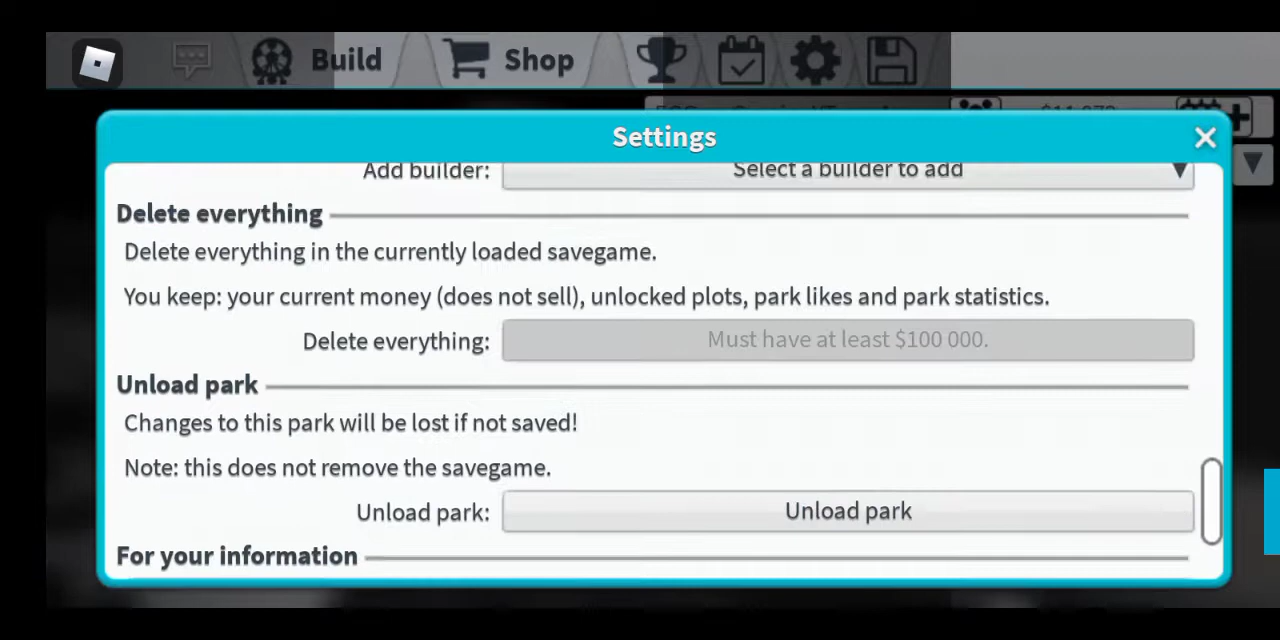 Build
Shop
Settings
Add builder:
Select a builder to add
Delete everything
Delete everything in the currently loaded savegame.
You keep: your current money (does not sell), unlocked plots, park likes and park statistics.
Delete everything:
Must have at least $100 000.
Unload park
Changes to this park will be lost if not saved!
Note: this does not remove the savegame.
Unload park:
Unload park
For your information